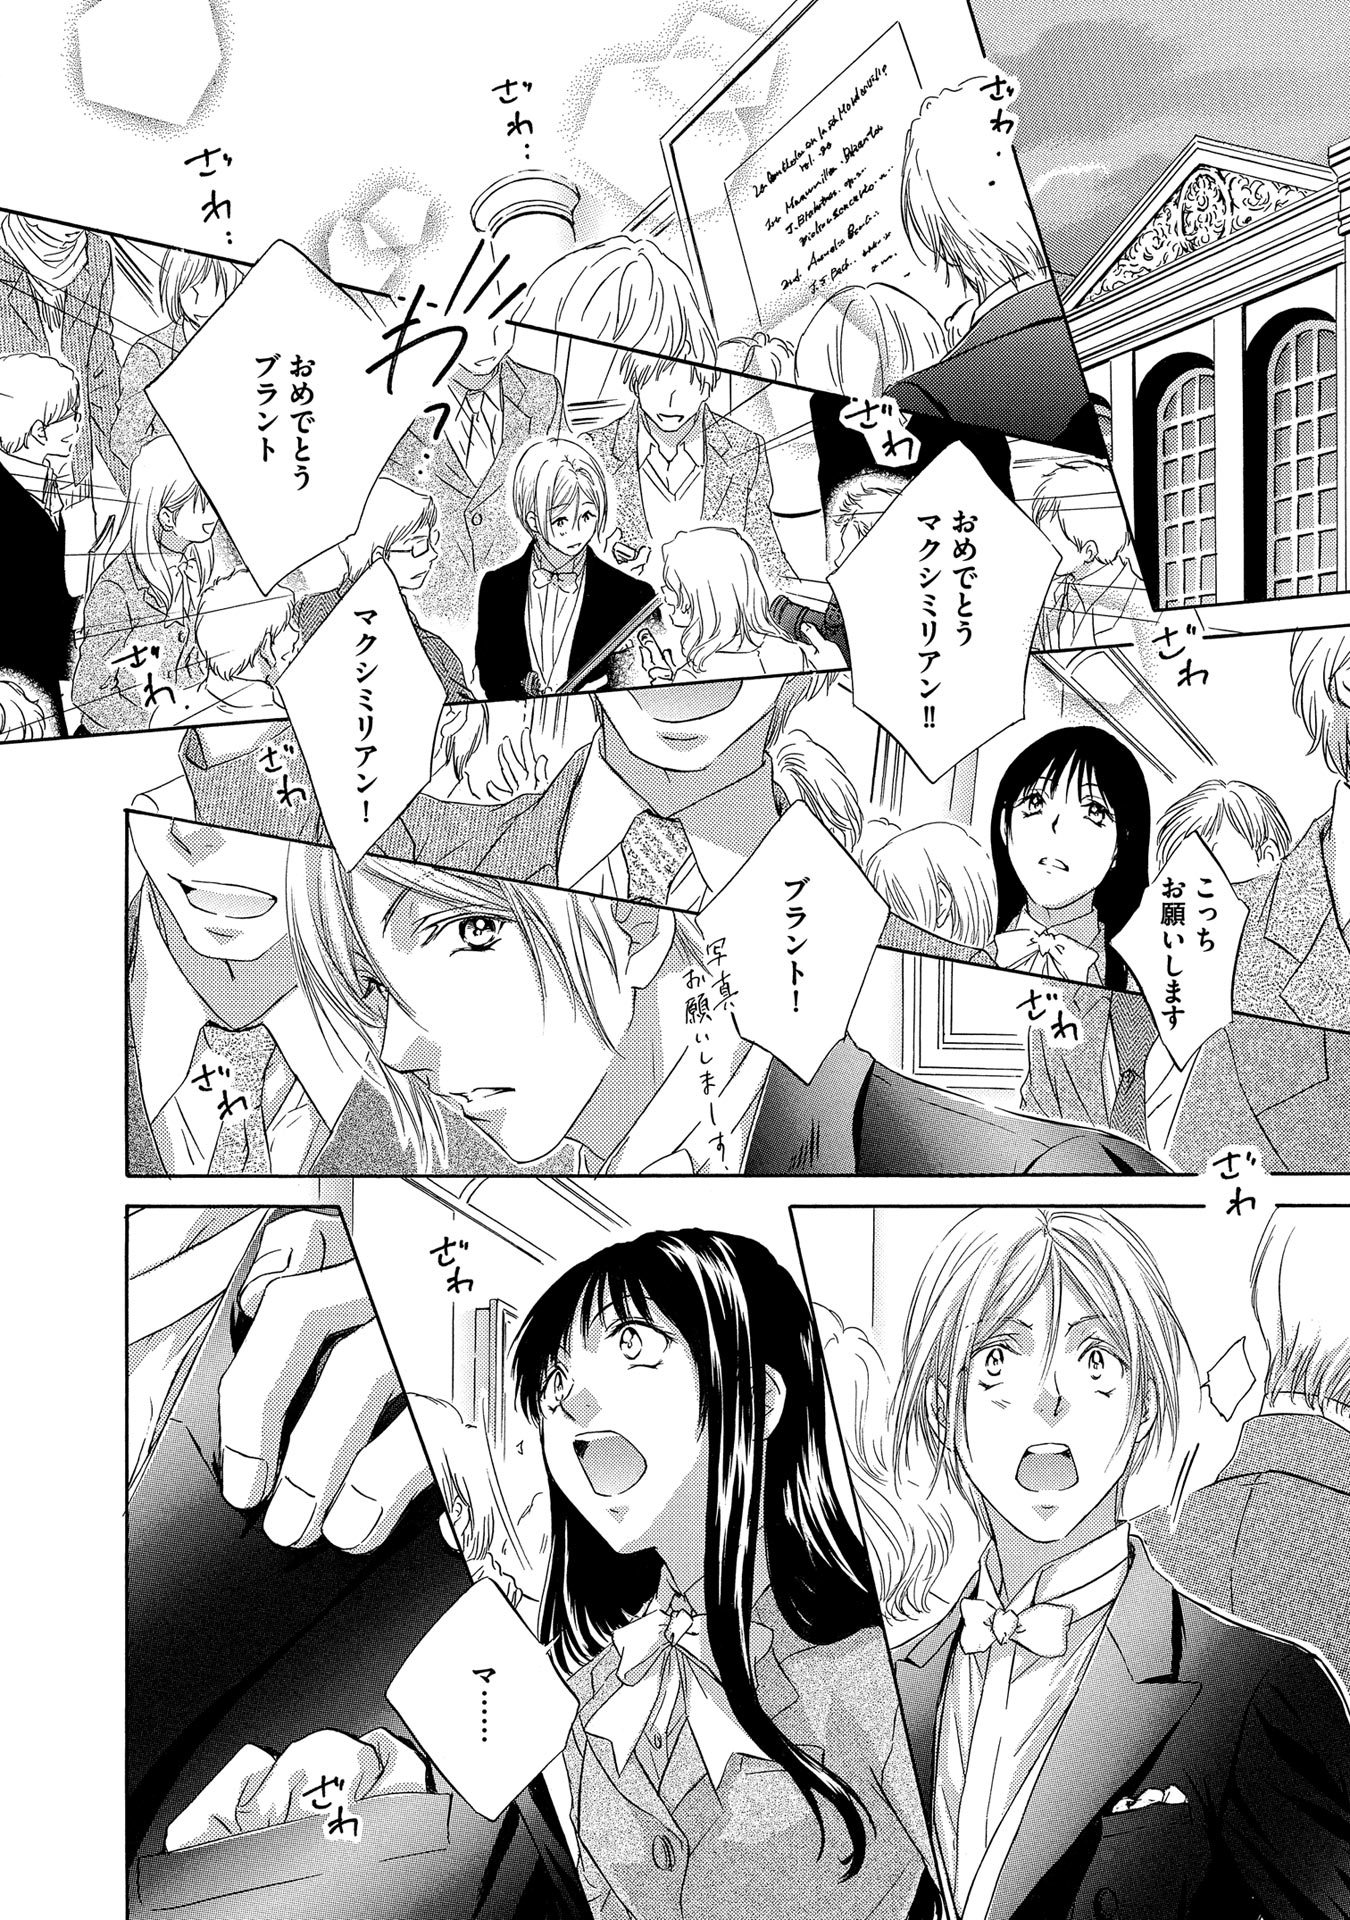 ざわ…
ざわ…
ざわ…
わっ…
おめでとう
マクシミリアン!!
おめでとう
ブラント
マクシミリアン!
ざわ
ざわ
ざわ
ざわ
こっち
お願いします
ブラント!
写真
お願いしまーす
ざわ
ざわ
ざわ
ざわ
マ……
ざわ